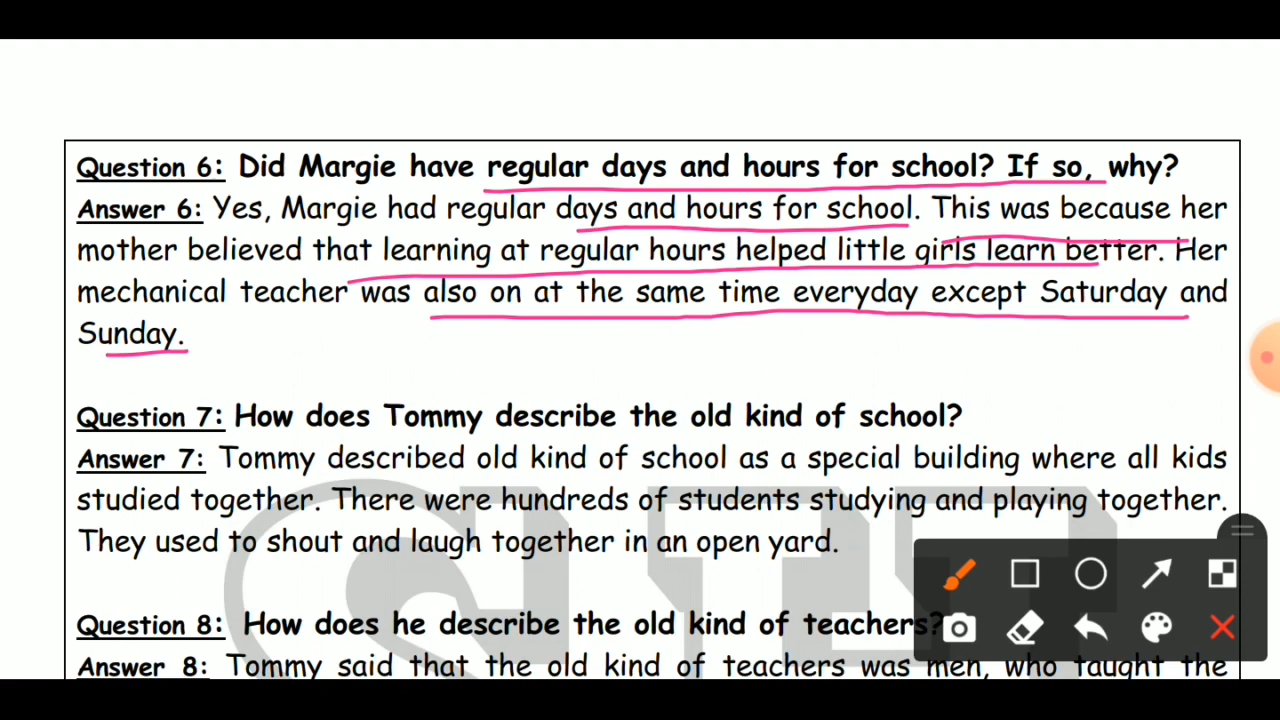 Question 6: Did Margie have regular days and hours for school? If so, why?
Answer 6: Yes, Margie had regular days and hours for school. This was because her
mother believed that learning at regular hours helped little girls learn better. Her
mechanical teacher was also on at the same time everyday except Saturday and
Sunday.
Question 7: How does Tommy describe the old kind of school?
Answer 7: Tommy described old kind of school as a special building where all kids
studied together. There were hundreds of students studying and playing together.
They used to shout and laugh together in an open yard.
Question 8: How does he describe the old kind of teachers?
Answer 8: Tommy said that the old kind of teachers was men, who taught the